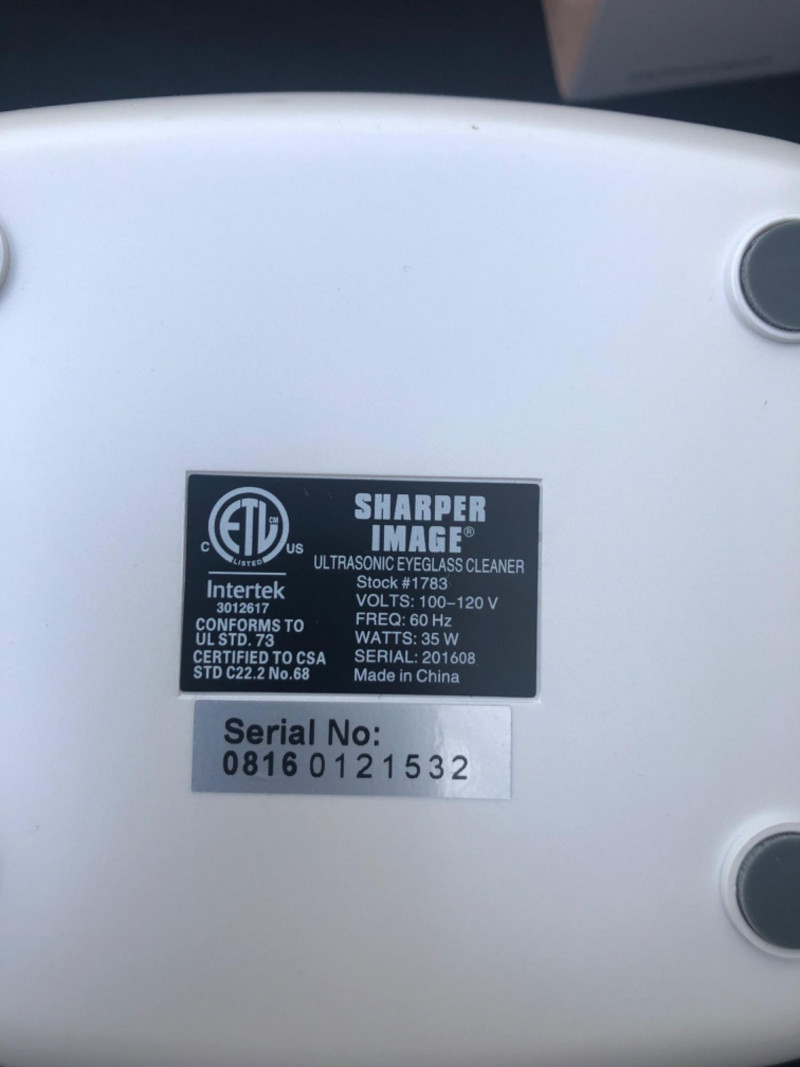 ETL CM
C US
LISTED
Intertek
3012617
CONFORMS TO
UL STD. 73
CERTIFIED TO CSA
STD C22.2 No.68
SHARPER
IMAGE®
ULTRASONIC EYEGLASS CLEANER
Stock #1783
VOLTS: 100–120 V
FREQ: 60 Hz
WATTS: 35 W
SERIAL: 201608
Made in China
Serial No:
0816 0121532